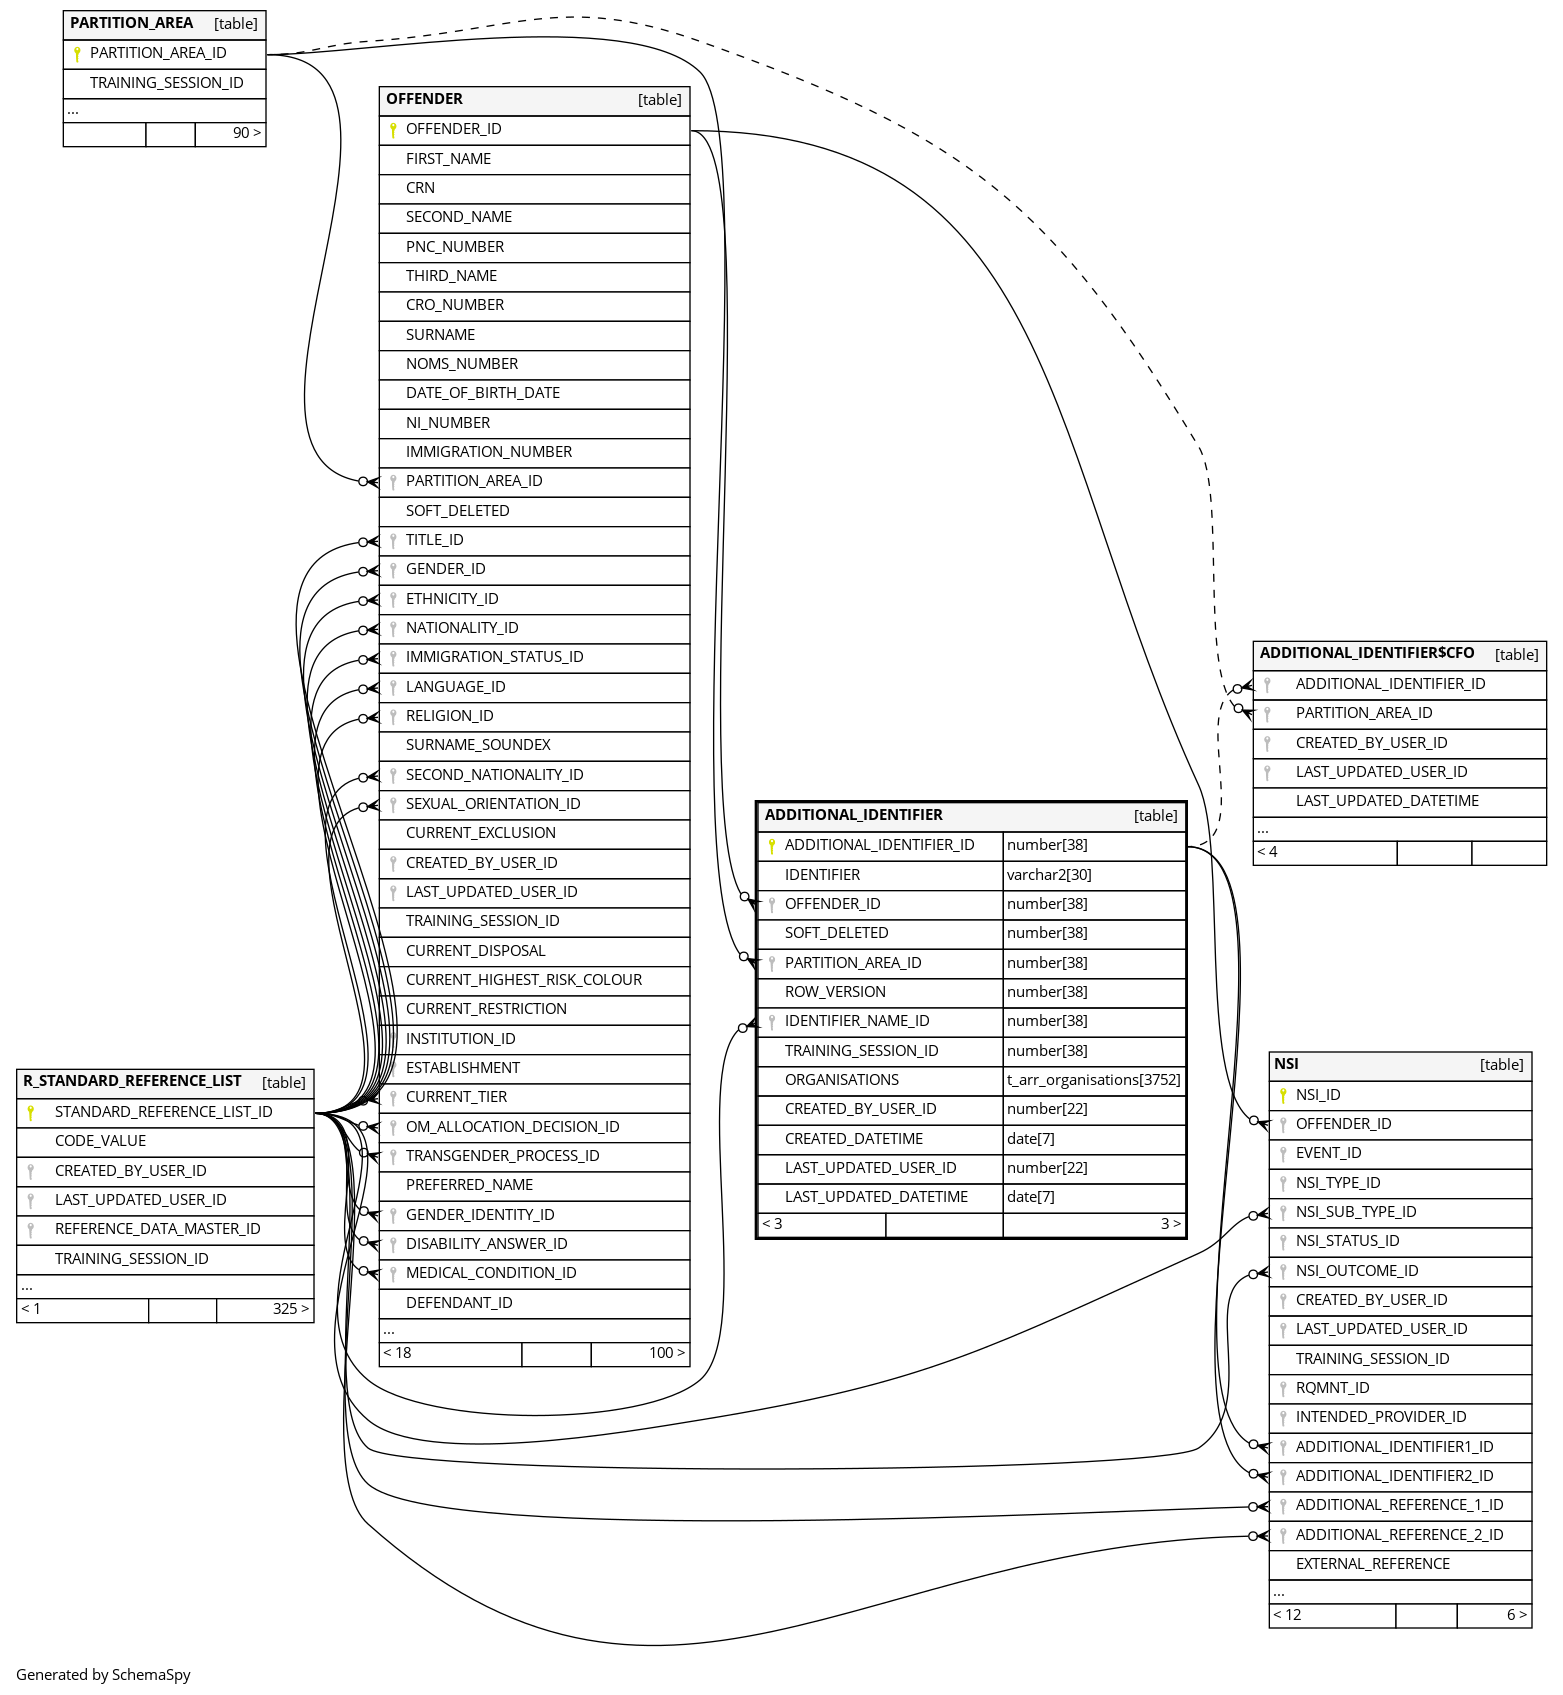 PARTITION_AREA [table]
PARTITION_AREA_ID
TRAINING_SESSION_ID
...
90 >
OFFENDER [table]
OFFENDER_ID
FIRST_NAME
CRN
SECOND_NAME
PNC_NUMBER
THIRD_NAME
CRO_NUMBER
SURNAME
NOMS_NUMBER
DATE_OF_BIRTH_DATE
NI_NUMBER
IMMIGRATION_NUMBER
PARTITION_AREA_ID
SOFT_DELETED
TITLE_ID
GENDER_ID
ETHNICITY_ID
NATIONALITY_ID
IMMIGRATION_STATUS_ID
LANGUAGE_ID
RELIGION_ID
SURNAME_SOUNDEX
SECOND_NATIONALITY_ID
SEXUAL_ORIENTATION_ID
CURRENT_EXCLUSION
CREATED_BY_USER_ID
LAST_UPDATED_USER_ID
TRAINING_SESSION_ID
CURRENT_DISPOSAL
CURRENT_HIGHEST_RISK_COLOUR
CURRENT_RESTRICTION
INSTITUTION_ID
ESTABLISHMENT
CURRENT_TIER
OM_ALLOCATION_DECISION_ID
TRANSGENDER_PROCESS_ID
PREFERRED_NAME
GENDER_IDENTITY_ID
DISABILITY_ANSWER_ID
MEDICAL_CONDITION_ID
DEFENDANT_ID
...
< 18 100 >
R_STANDARD_REFERENCE_LIST [table]
STANDARD_REFERENCE_LIST_ID
CODE_VALUE
CREATED_BY_USER_ID
LAST_UPDATED_USER_ID
REFERENCE_DATA_MASTER_ID
TRAINING_SESSION_ID
...
< 1 325 >
ADDITIONAL_IDENTIFIER [table]
ADDITIONAL_IDENTIFIER_ID number[38]
IDENTIFIER varchar2[30]
OFFENDER_ID number[38]
SOFT_DELETED number[38]
PARTITION_AREA_ID number[38]
ROW_VERSION number[38]
IDENTIFIER_NAME_ID number[38]
TRAINING_SESSION_ID number[38]
ORGANISATIONS t_arr_organisations[3752]
CREATED_BY_USER_ID number[22]
CREATED_DATETIME date[7]
LAST_UPDATED_USER_ID number[22]
LAST_UPDATED_DATETIME date[7]
< 3 3 >
ADDITIONAL_IDENTIFIER$CFO [table]
ADDITIONAL_IDENTIFIER_ID
PARTITION_AREA_ID
CREATED_BY_USER_ID
LAST_UPDATED_USER_ID
LAST_UPDATED_DATETIME
...
< 4
NSI [table]
NSI_ID
OFFENDER_ID
EVENT_ID
NSI_TYPE_ID
NSI_SUB_TYPE_ID
NSI_STATUS_ID
NSI_OUTCOME_ID
CREATED_BY_USER_ID
LAST_UPDATED_USER_ID
TRAINING_SESSION_ID
RQMNT_ID
INTENDED_PROVIDER_ID
ADDITIONAL_IDENTIFIER1_ID
ADDITIONAL_IDENTIFIER2_ID
ADDITIONAL_REFERENCE_1_ID
ADDITIONAL_REFERENCE_2_ID
EXTERNAL_REFERENCE
...
< 12 6 >
Generated by SchemaSpy